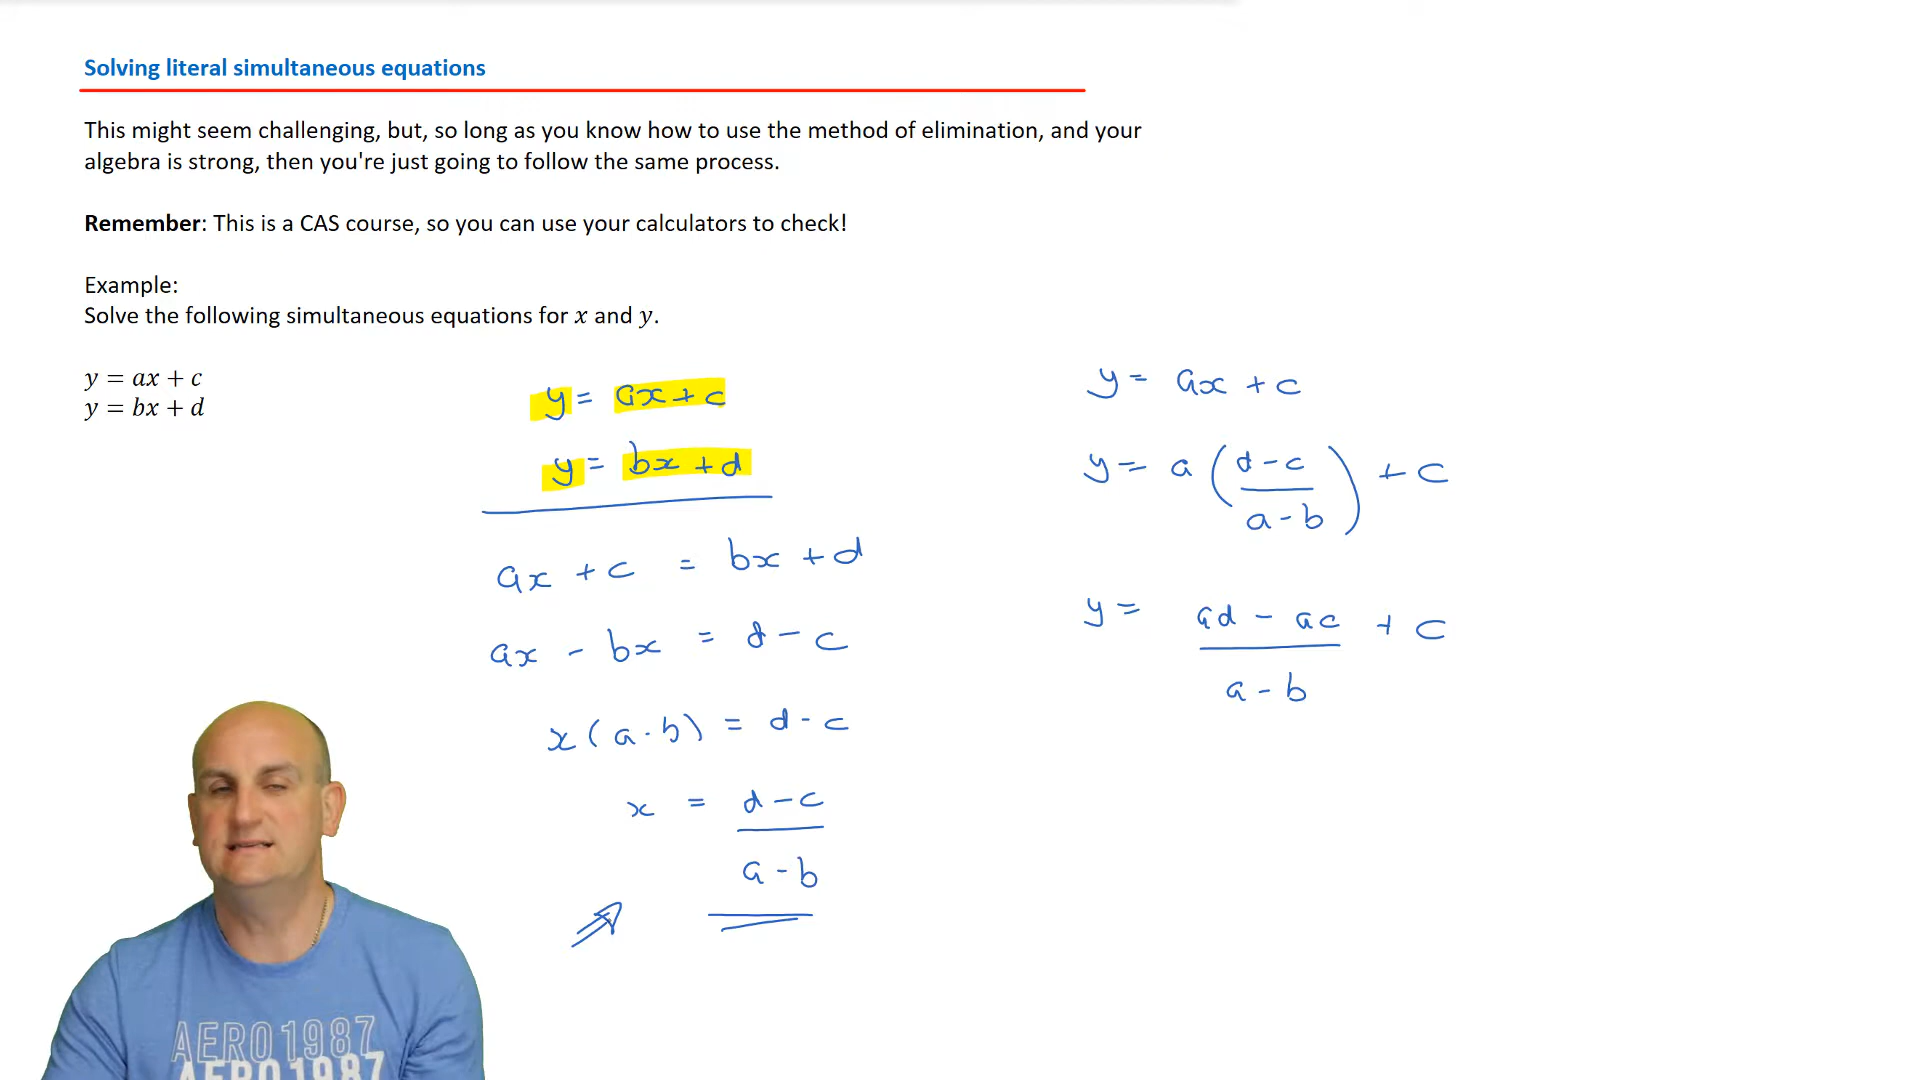 Solving literal simultaneous equations
This might seem challenging, but, so long as you know how to use the method of elimination, and your
algebra is strong, then you're just going to follow the same process.
Remember: This is a CAS course, so you can use your calculators to check!
Example:
Solve the following simultaneous equations for x and y.
y = ax + c
y = bx + d
y = ax + c
y = bx + d
ax + c = bx + d
ax - bx = d - c
x(a - b) = d - c
x = d - c
a - b
y = ax + c
y = a(d - c / a - b) + c
y = ad - ac + c
a - b
AERO1987
AERO1987